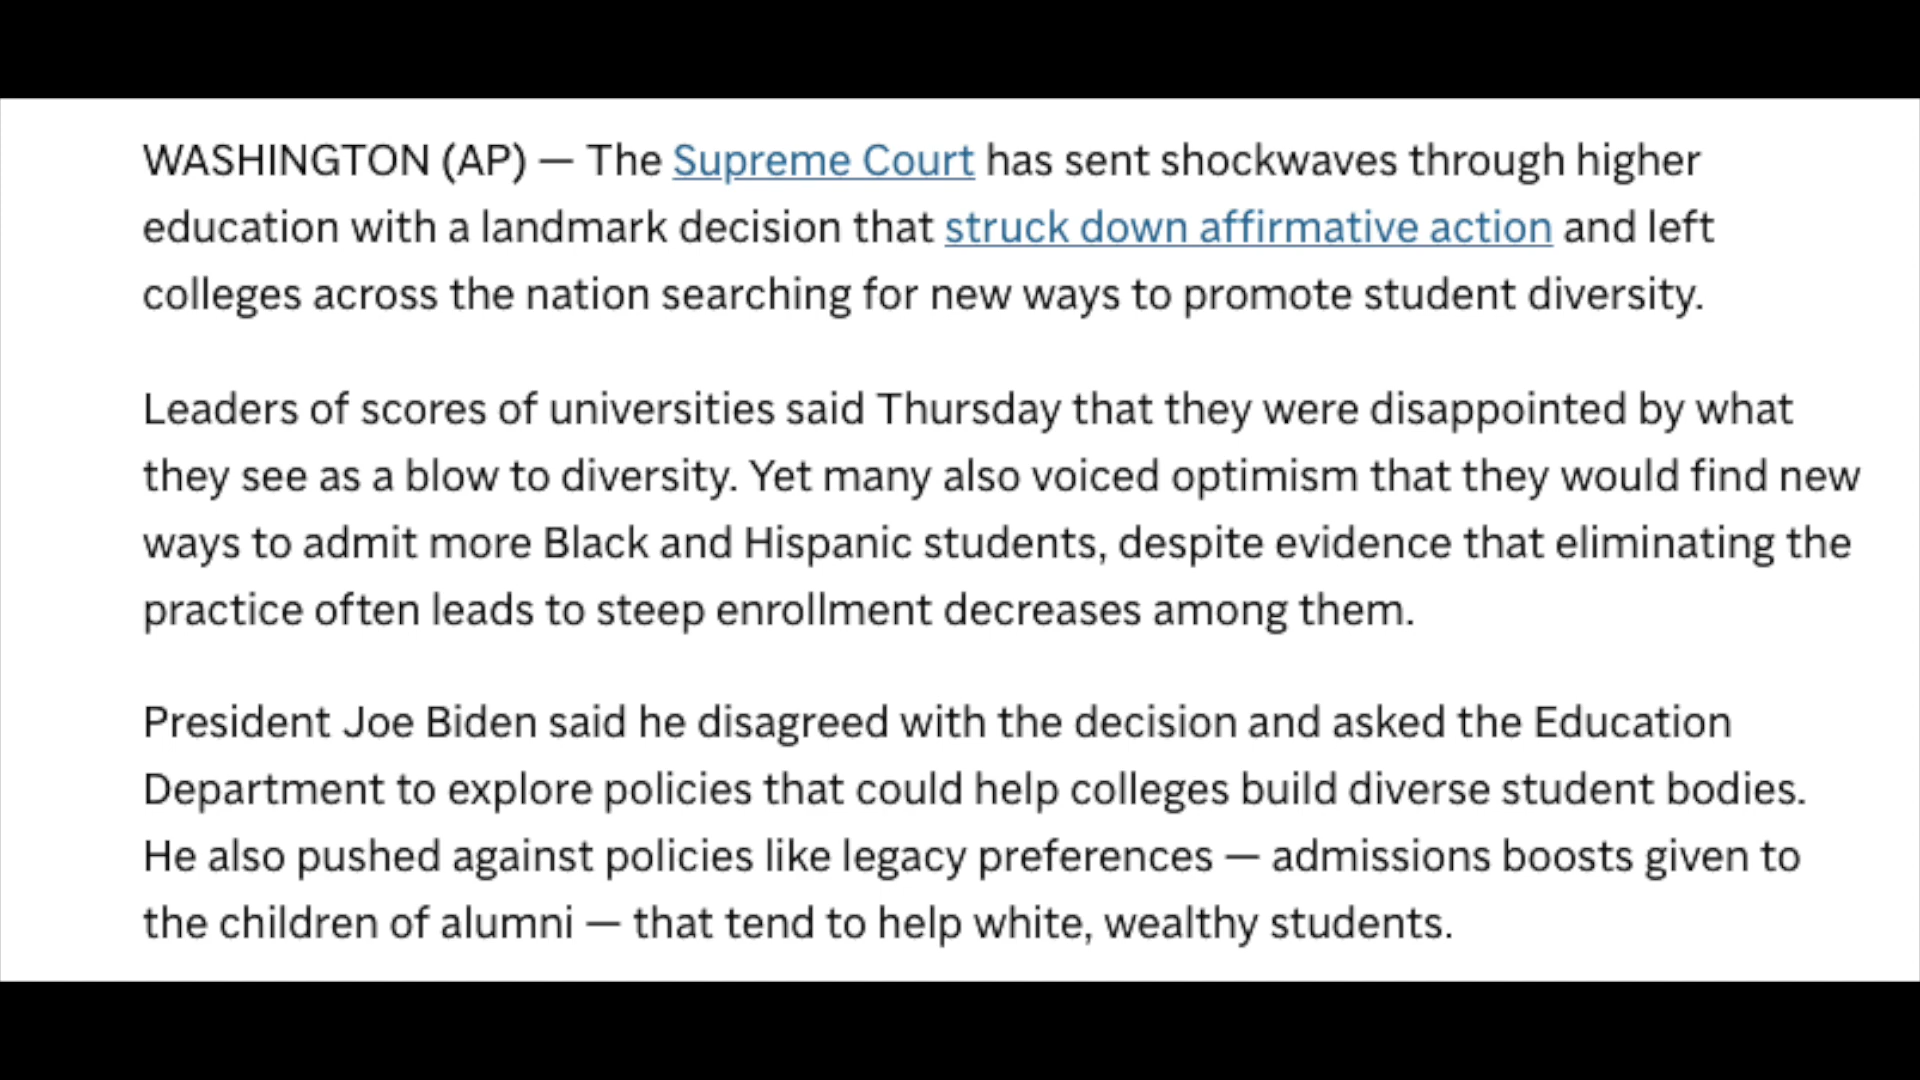 WASHINGTON (AP) — The Supreme Court has sent shockwaves through higher
education with a landmark decision that struck down affirmative action and left
colleges across the nation searching for new ways to promote student diversity.
Leaders of scores of universities said Thursday that they were disappointed by what
they see as a blow to diversity. Yet many also voiced optimism that they would find new
ways to admit more Black and Hispanic students, despite evidence that eliminating the
practice often leads to steep enrollment decreases among them.
President Joe Biden said he disagreed with the decision and asked the Education
Department to explore policies that could help colleges build diverse student bodies.
He also pushed against policies like legacy preferences — admissions boosts given to
the children of alumni — that tend to help white, wealthy students.